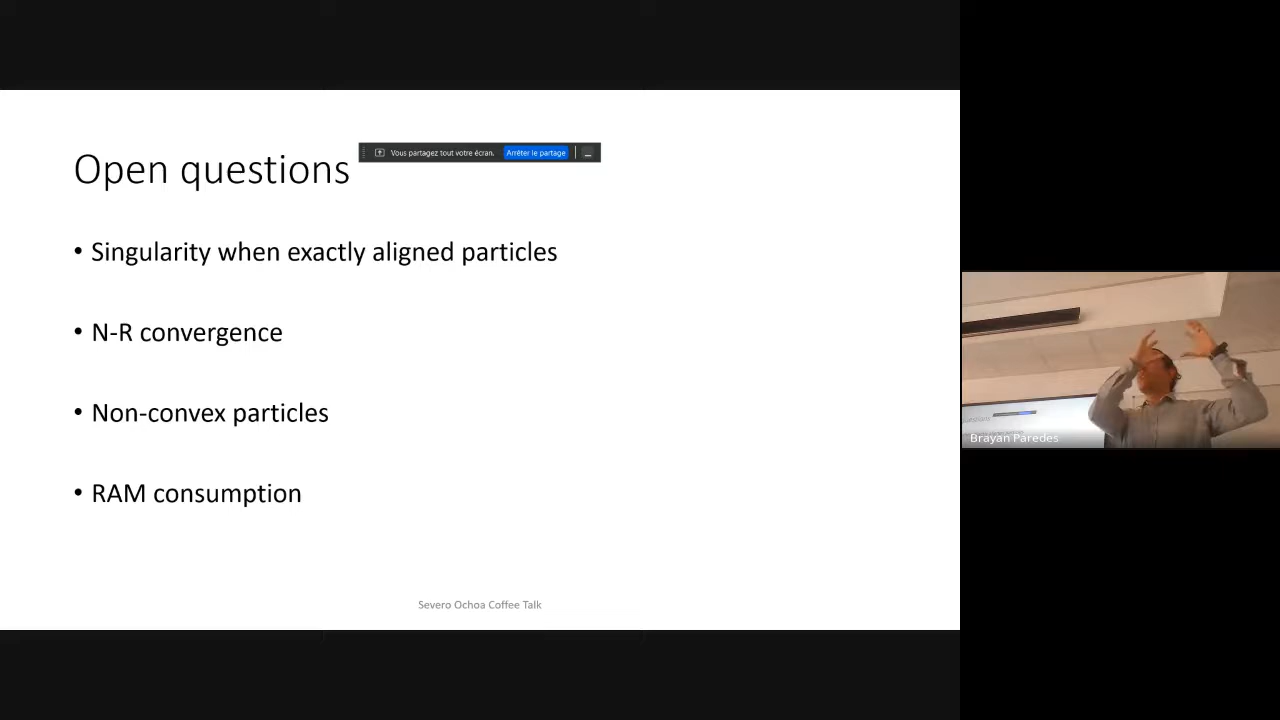 Open questions
Vous partagez tout votre écran. Arrêter le partage
• Singularity when exactly aligned particles
• N-R convergence
• Non-convex particles
• RAM consumption
Severo Ochoa Coffee Talk
Brayan Paredes